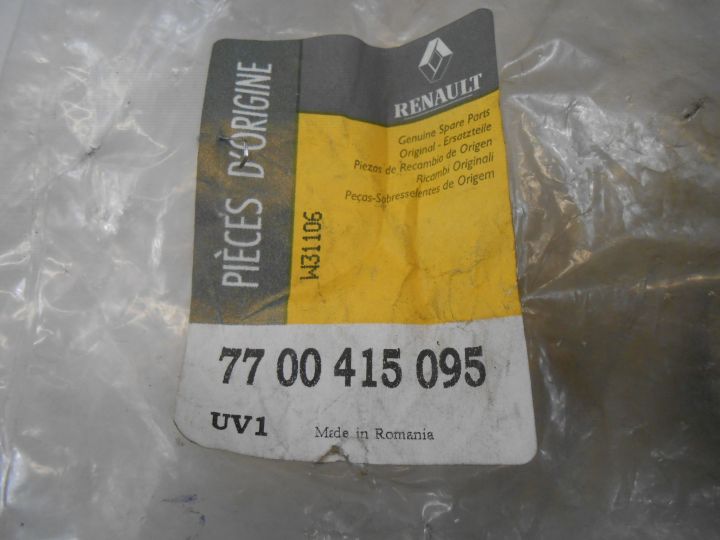 PIÈCES D'ORIGINE
RENAULT
Genuine Spare Parts
Original - Ersatzteile
Piezas de Recambio de Origen
Ricambi Originali
Peças-Sobresselentes de Origem
W31106
77 00 415 095
UV1
Made in Romania